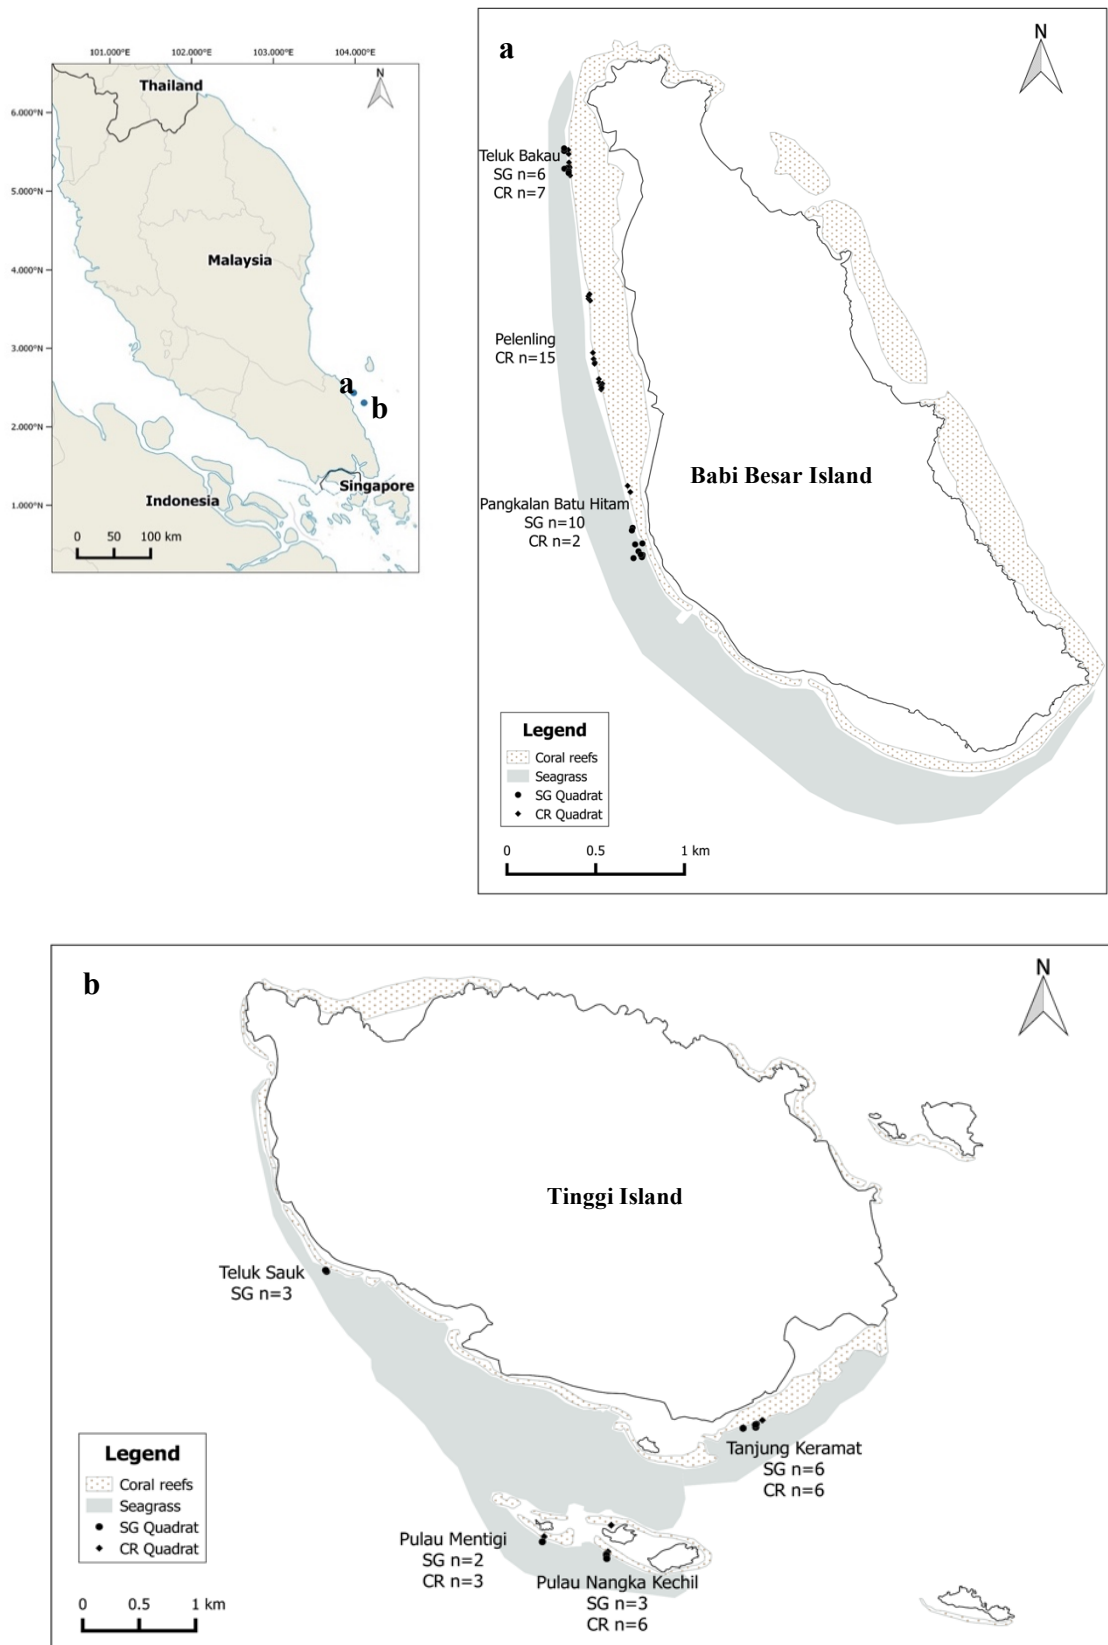 101.000°E 102.000°E 103.000°E 104.000°E
N
Thailand
6.000°N
5.000°N
Malaysia
4.000°N
3.000°N
a
b
2.000°N
Singapore
Indonesia
1.000°N
0 50 100 km
a
N
Teluk Bakau
SG n=6
CR n=7
Pelenling
CR n=15
Babi Besar Island
Pangkalan Batu Hitam
SG n=10
CR n=2
Legend
Coral reefs
Seagrass
SG Quadrat
CR Quadrat
0 0.5 1 km
b
N
Tinggi Island
Teluk Sauk
SG n=3
Tanjung Keramat
SG n=6
CR n=6
Legend
Coral reefs
Seagrass
SG Quadrat
CR Quadrat
Pulau Mentigi
SG n=2
CR n=3
Pulau Nangka Kechil
SG n=3
CR n=6
0 0.5 1 km